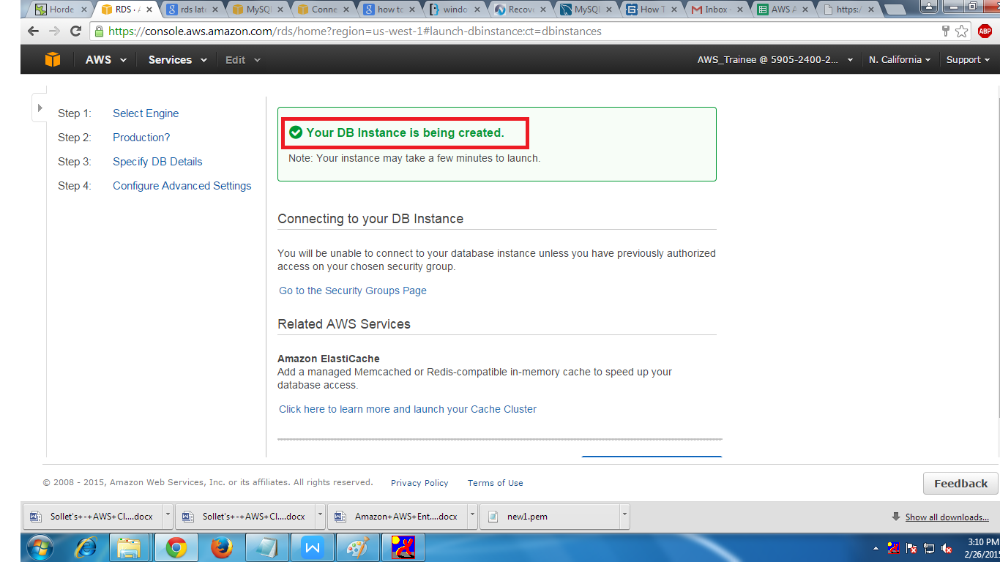 Horde
RDS · A
rds late
MySQL
Conne
how to
windo
Recove
MySQL
How T
Inbox -
AWS A
https:/
https://console.aws.amazon.com/rds/home?region=us-west-1#launch-dbinstance:ct=dbinstances
ABP
AWS
Services
Edit
AWS_Trainee @ 5905-2400-2...
N. California
Support
Step 1: Select Engine
Step 2: Production?
Step 3: Specify DB Details
Step 4: Configure Advanced Settings
Your DB Instance is being created.
Note: Your instance may take a few minutes to launch.
Connecting to your DB Instance
You will be unable to connect to your database instance unless you have previously authorized
access on your chosen security group.
Go to the Security Groups Page
Related AWS Services
Amazon ElastiCache
Add a managed Memcached or Redis-compatible in-memory cache to speed up your
database access.
Click here to learn more and launch your Cache Cluster
© 2008 - 2015, Amazon Web Services, Inc. or its affiliates. All rights reserved. Privacy Policy Terms of Use
Feedback
Sollet's+-+AWS+Cl....docx
Sollet's+-+AWS+Cl....docx
Amazon+AWS+Ent....docx
new1.pem
Show all downloads...
3:10 PM
2/26/201